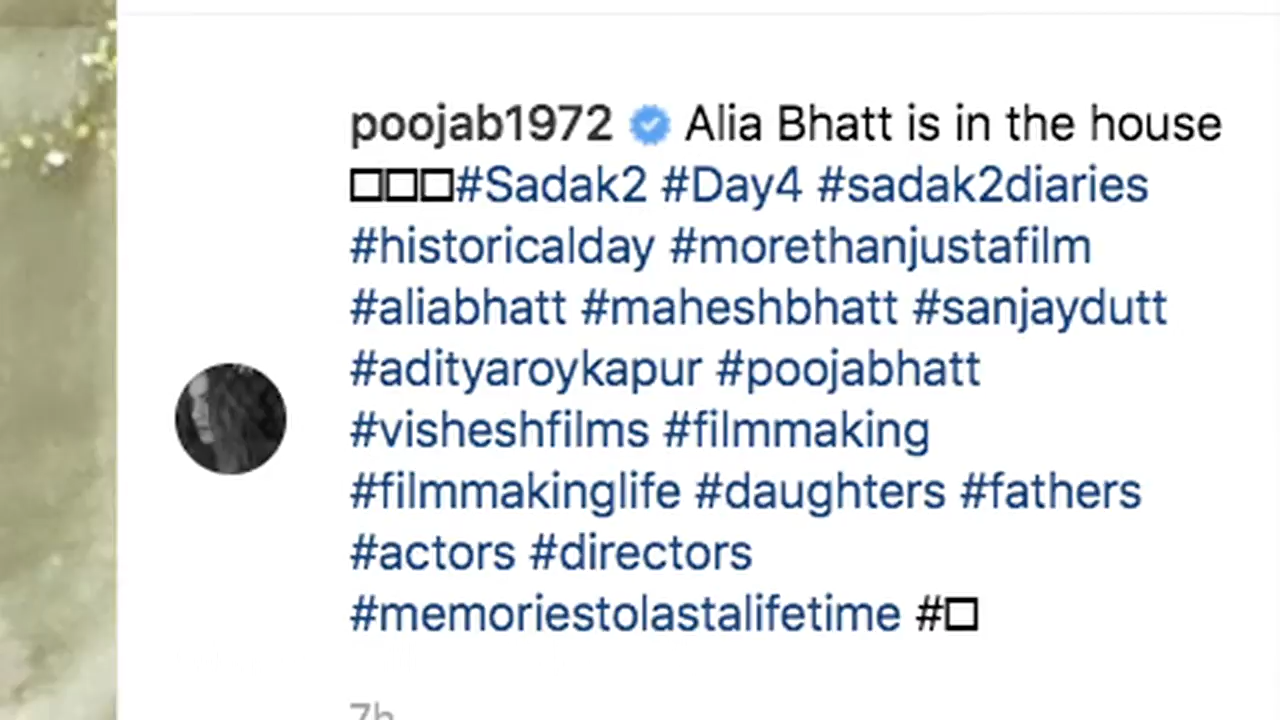 poojab1972 Alia Bhatt is in the house
□□□#Sadak2 #Day4 #sadak2diaries
#historicalday #morethanjustafilm
#aliabhatt #maheshbhatt #sanjaydutt
#adityaroykapur #poojabhatt
#visheshfilms #filmmaking
#filmmakinglife #daughters #fathers
#actors #directors
#memoriestolastalifetime #□
7h